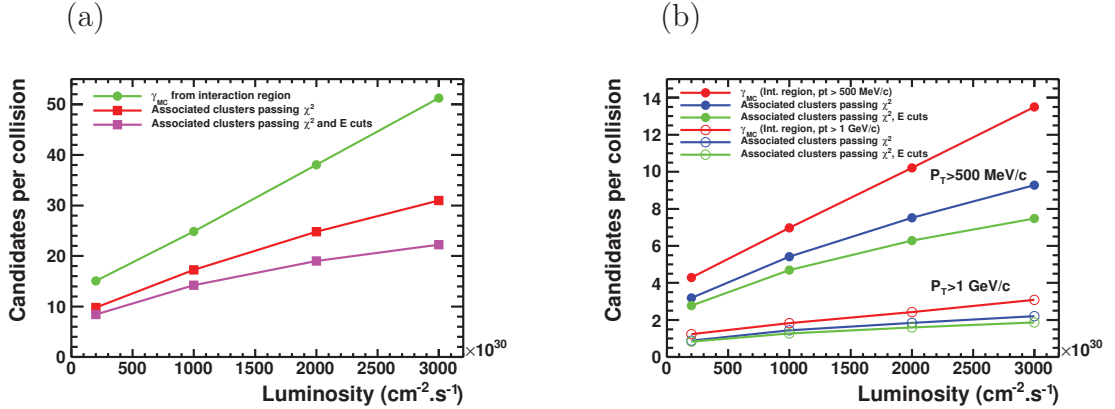 (a)
Candidates per collision
50
40
30
20
10
0
γMC from interaction region
Associated clusters passing χ²
Associated clusters passing χ² and E cuts
0 500 1000 1500 2000 2500 3000
×10³⁰
Luminosity (cm⁻².s⁻¹)
(b)
Candidates per collision
14
12
10
8
6
4
2
0
γMC (Int. region, pt > 500 MeV/c)
Associated clusters passing χ²
Associated clusters passing χ², E cuts
γMC (Int. region, pt > 1 GeV/c)
Associated clusters passing χ²
Associated clusters passing χ², E cuts
PT>500 MeV/c
PT>1 GeV/c
0 500 1000 1500 2000 2500 3000
×10³⁰
Luminosity (cm⁻².s⁻¹)